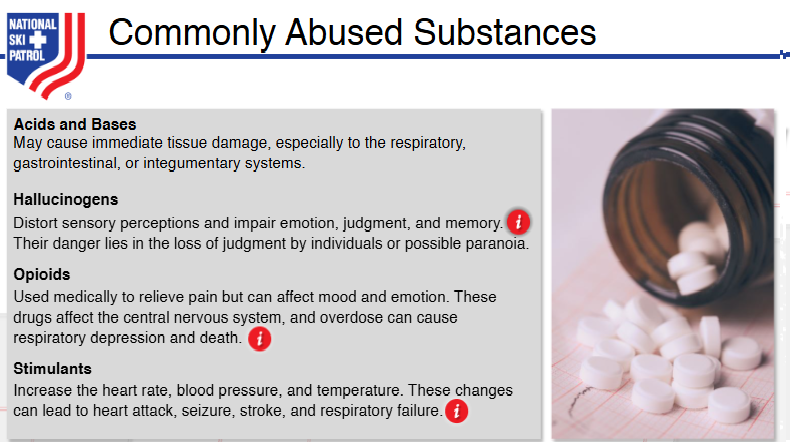 NATIONAL
SKI
PATROL
®
Commonly Abused Substances
Acids and Bases
May cause immediate tissue damage, especially to the respiratory,
gastrointestinal, or integumentary systems.
Hallucinogens
Distort sensory perceptions and impair emotion, judgment, and memory. i
Their danger lies in the loss of judgment by individuals or possible paranoia.
Opioids
Used medically to relieve pain but can affect mood and emotion. These
drugs affect the central nervous system, and overdose can cause
respiratory depression and death. i
Stimulants
Increase the heart rate, blood pressure, and temperature. These changes
can lead to heart attack, seizure, stroke, and respiratory failure. i